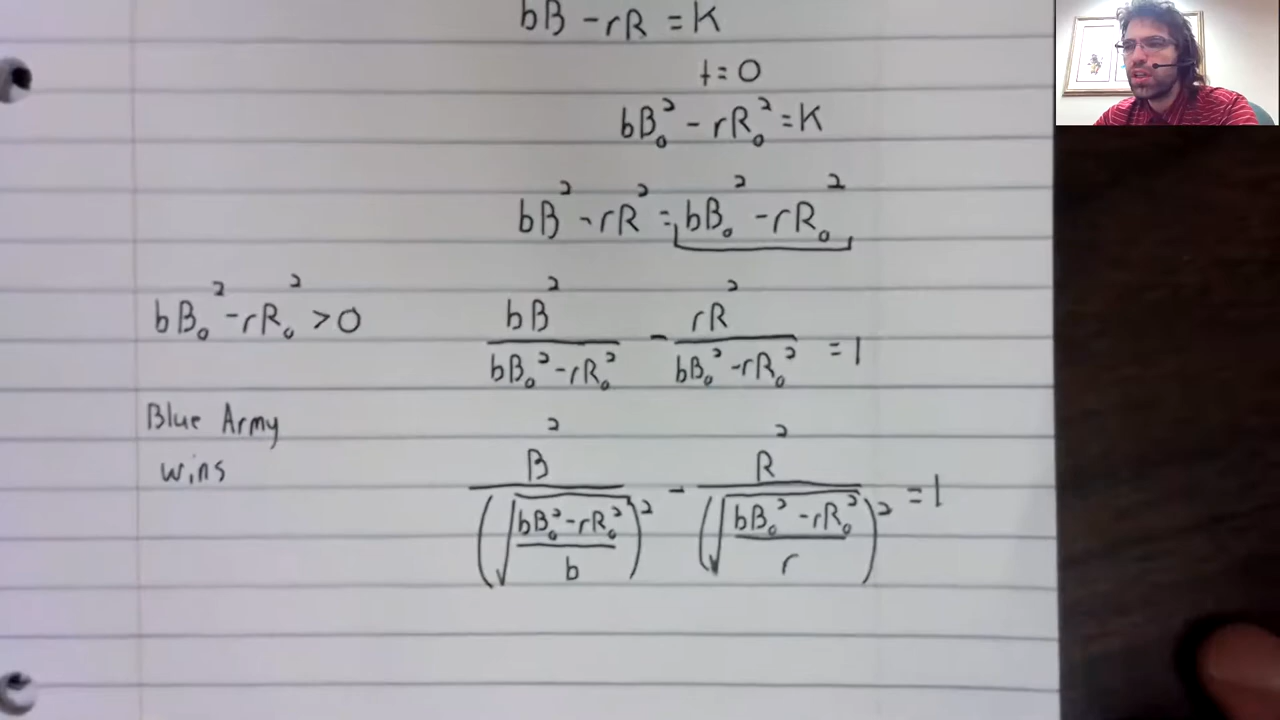 bB - rR = K
t = 0
bB₀² - rR₀² = K
bB² - rR² = bB₀² - rR₀²
bB₀² - rR₀² > 0
bB² / (bB₀² - rR₀²) - rR² / (bB₀² - rR₀²) = 1
Blue Army
wins
B² / (√((bB₀² - rR₀²) / b))² - R² / (√((bB₀² - rR₀²) / r))² = 1